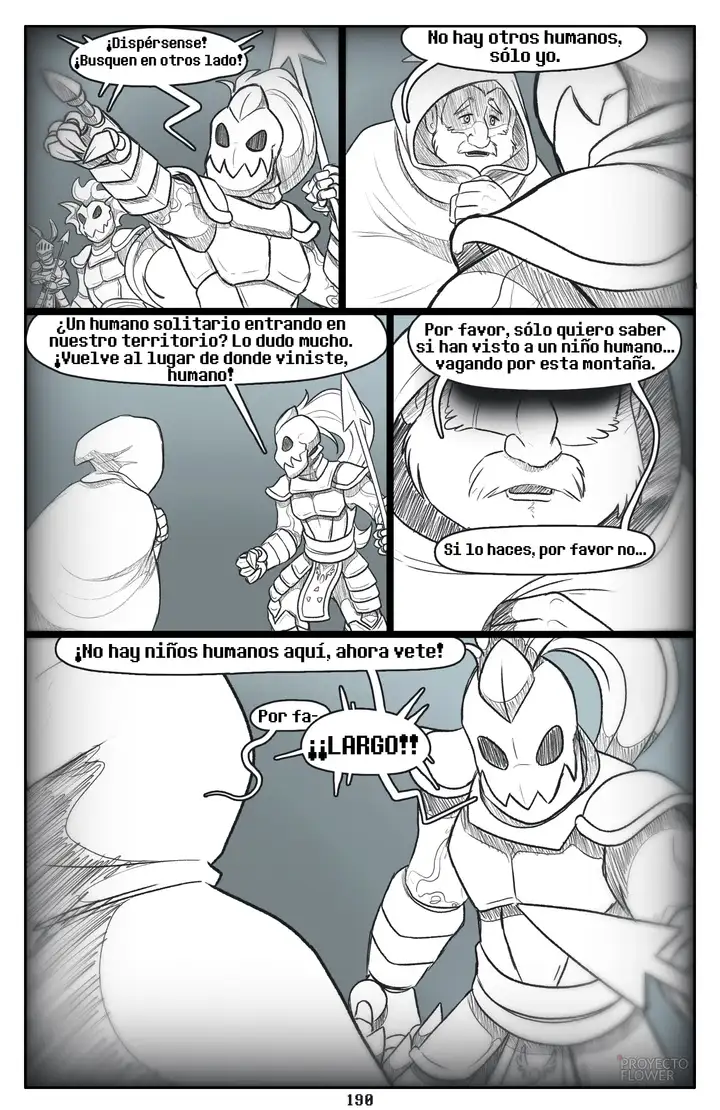 ¡Dispérsense!
¡Busquen en otros lado!
No hay otros humanos,
sólo yo.
¿Un humano solitario entrando en
nuestro territorio? Lo dudo mucho.
¡Vuelve al lugar de donde viniste,
humano!
Por favor, sólo quiero saber
si han visto a un niño humano...
vagando por esta montaña.
Si lo haces, por favor no...
¡No hay niños humanos aquí, ahora vete!
Por fa-
¡¡LARGO!!
PROYECTO
FLOWER
190